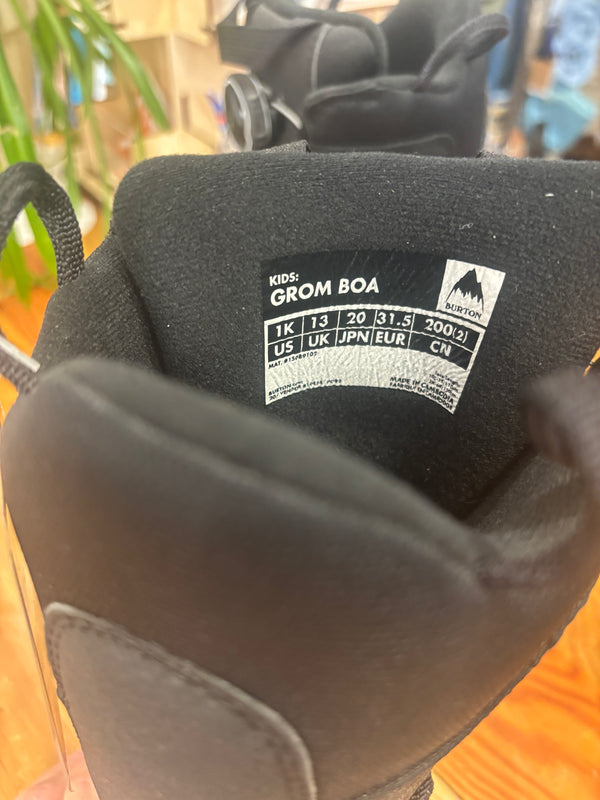 KIDS:
GROM BOA
BURTON
1K 13 20 31.5 200(2)
US UK JPN EUR CN
MADE IN CAMBODIA